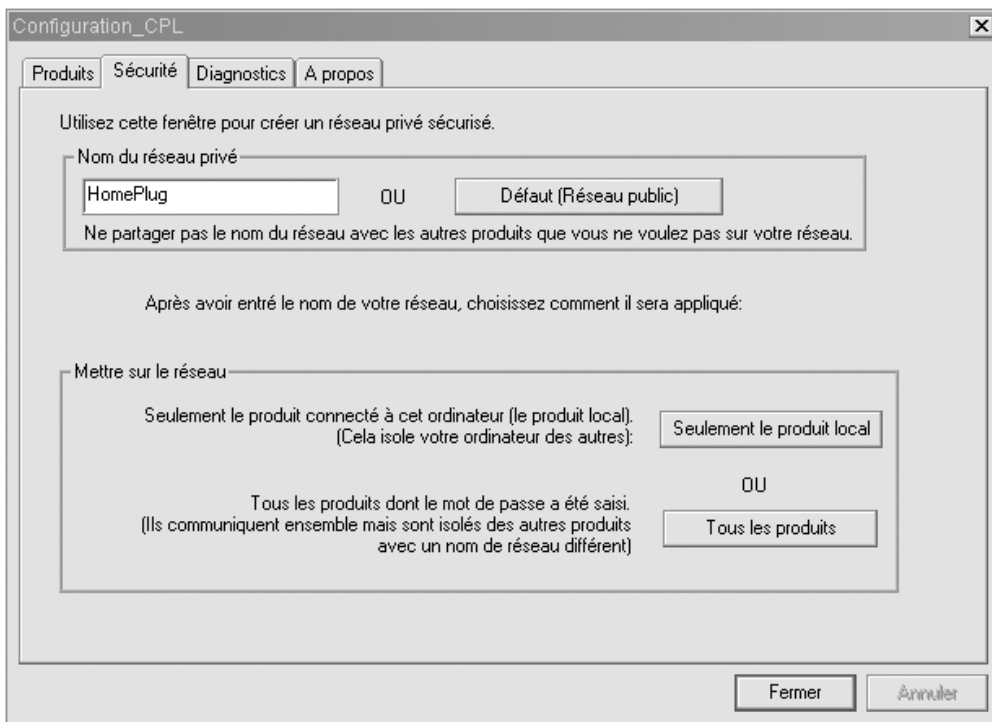 Configuration_CPL
Produits Sécurité Diagnostics A propos
Utilisez cette fenêtre pour créer un réseau privé sécurisé.
Nom du réseau privé
HomePlug OU Défaut (Réseau public)
Ne partager pas le nom du réseau avec les autres produits que vous ne voulez pas sur votre réseau.
Après avoir entré le nom de votre réseau, choisissez comment il sera appliqué:
Mettre sur le réseau
Seulement le produit connecté à cet ordinateur (le produit local).
(Cela isole votre ordinateur des autres):
Seulement le produit local
OU
Tous les produits dont le mot de passe a été saisi.
(Ils communiquent ensemble mais sont isolés des autres produits
avec un nom de réseau différent)
Tous les produits
Fermer Annuler